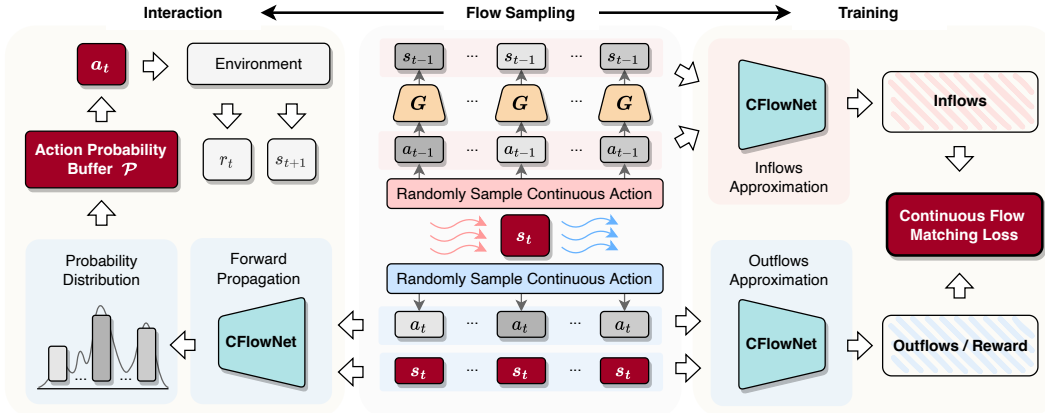 Interaction
Flow Sampling
Training
a_t
Environment
Action Probability
Buffer 𝒫
r_t
s_{t+1}
Probability
Distribution
... ...
Forward
Propagation
CFlowNet
s_{t-1} ... s_{t-1} ... s_{t-1}
G ... G ... G
a_{t-1} ... a_{t-1} ... a_{t-1}
Randomly Sample Continuous Action
s_t
Randomly Sample Continuous Action
a_t ... a_t ... a_t
s_t ... s_t ... s_t
CFlowNet
Inflows
Approximation
Inflows
Continuous Flow
Matching Loss
Outflows
Approximation
CFlowNet
Outflows / Reward